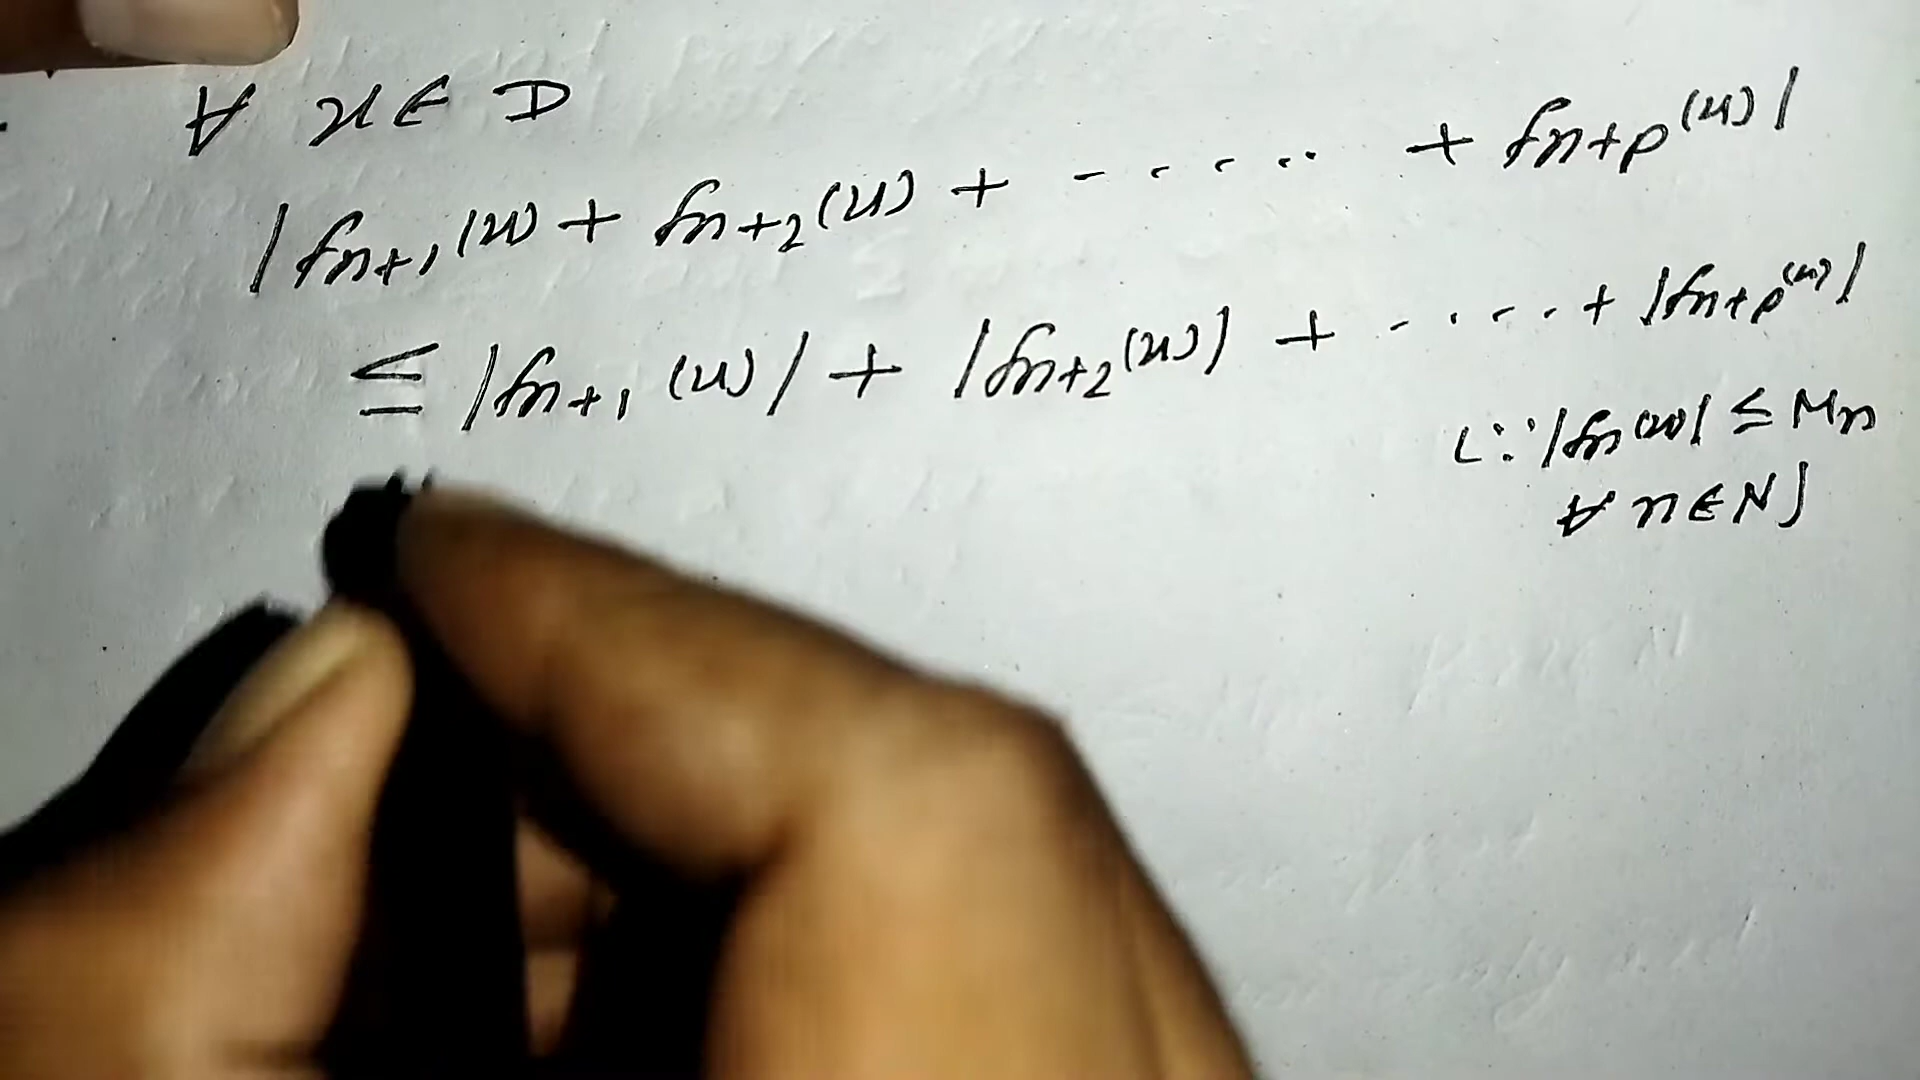 ∀ x ∈ D
|fn+1(x) + fn+2(x) + - - - - - .. + fn+p(x)|
≤ |fn+1(x)| + |fn+2(x)| + - - - - - + |fn+p(x)|
[∵ |fn(x)| ≤ Mn
∀ n ∈ N]